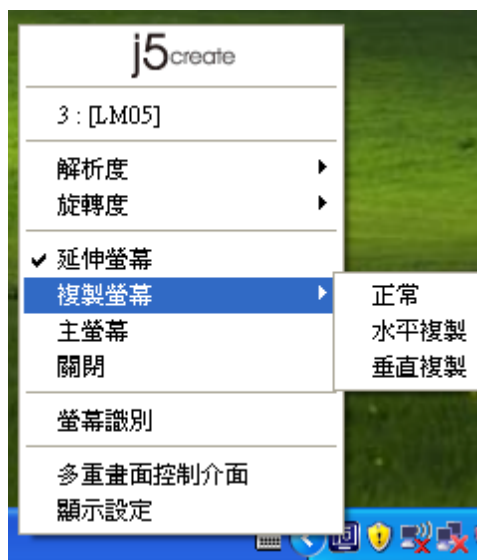 j5create
3 : [LM05]
解析度
旋轉度
延伸螢幕
複製螢幕
正常
水平複製
垂直複製
主螢幕
關閉
螢幕識別
多重畫面控制介面
顯示設定